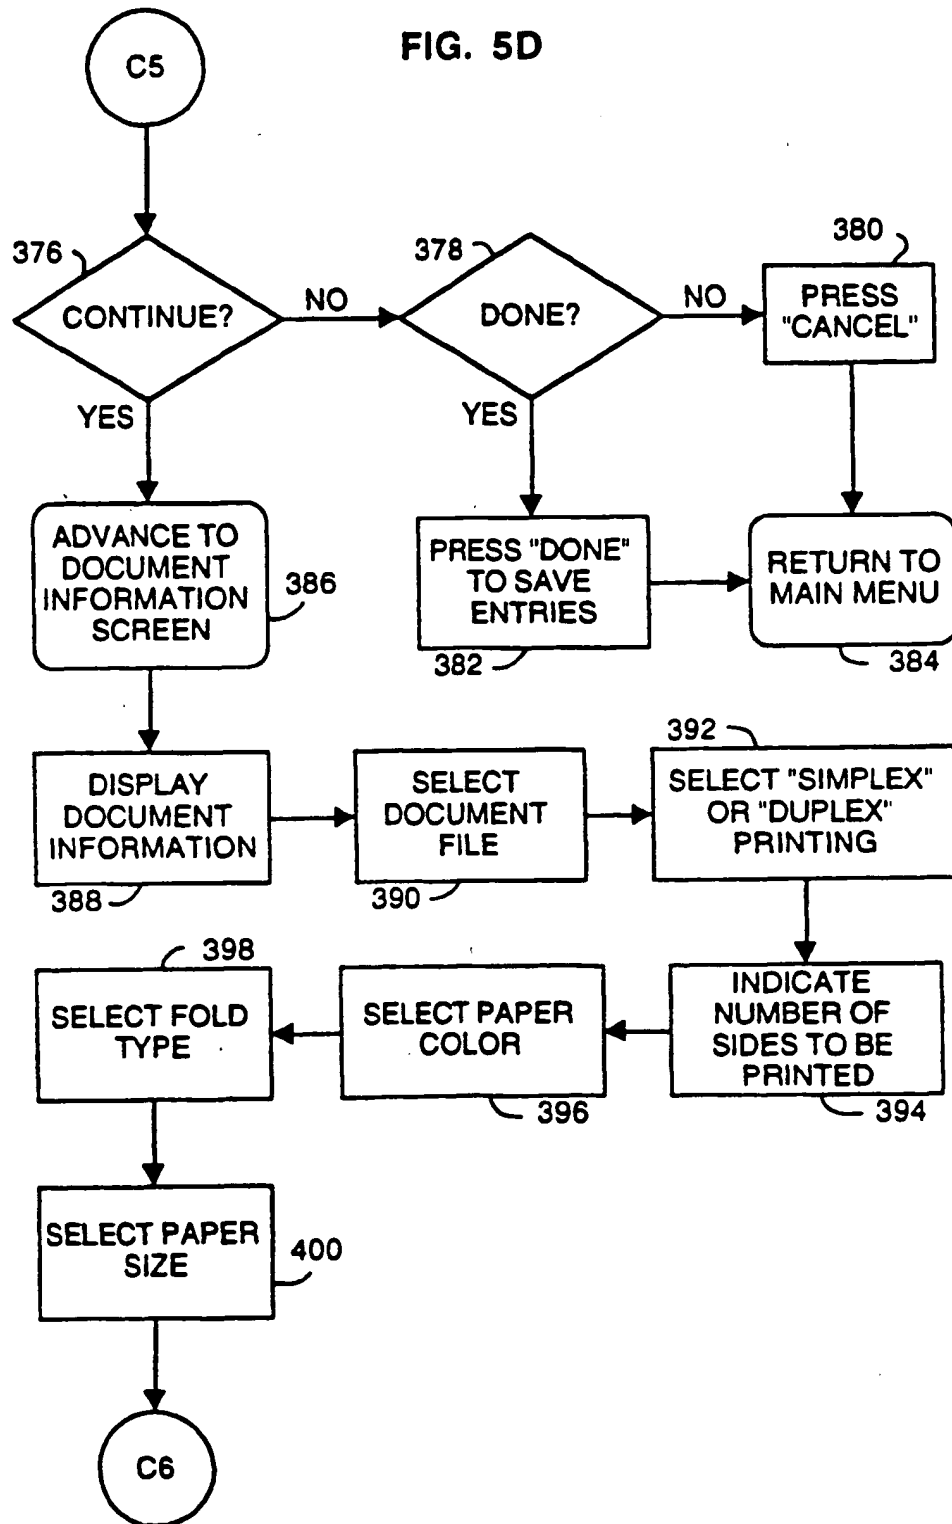 FIG. 5D
C5
376
CONTINUE?
NO
378
DONE?
NO
380
PRESS
"CANCEL"
YES
YES
ADVANCE TO
DOCUMENT
INFORMATION
SCREEN
386
PRESS "DONE"
TO SAVE
ENTRIES
382
RETURN TO
MAIN MENU
384
DISPLAY
DOCUMENT
INFORMATION
388
SELECT
DOCUMENT
FILE
390
392
SELECT "SIMPLEX"
OR "DUPLEX"
PRINTING
INDICATE
NUMBER OF
SIDES TO BE
PRINTED
394
SELECT PAPER
COLOR
396
398
SELECT FOLD
TYPE
SELECT PAPER
SIZE
400
C6